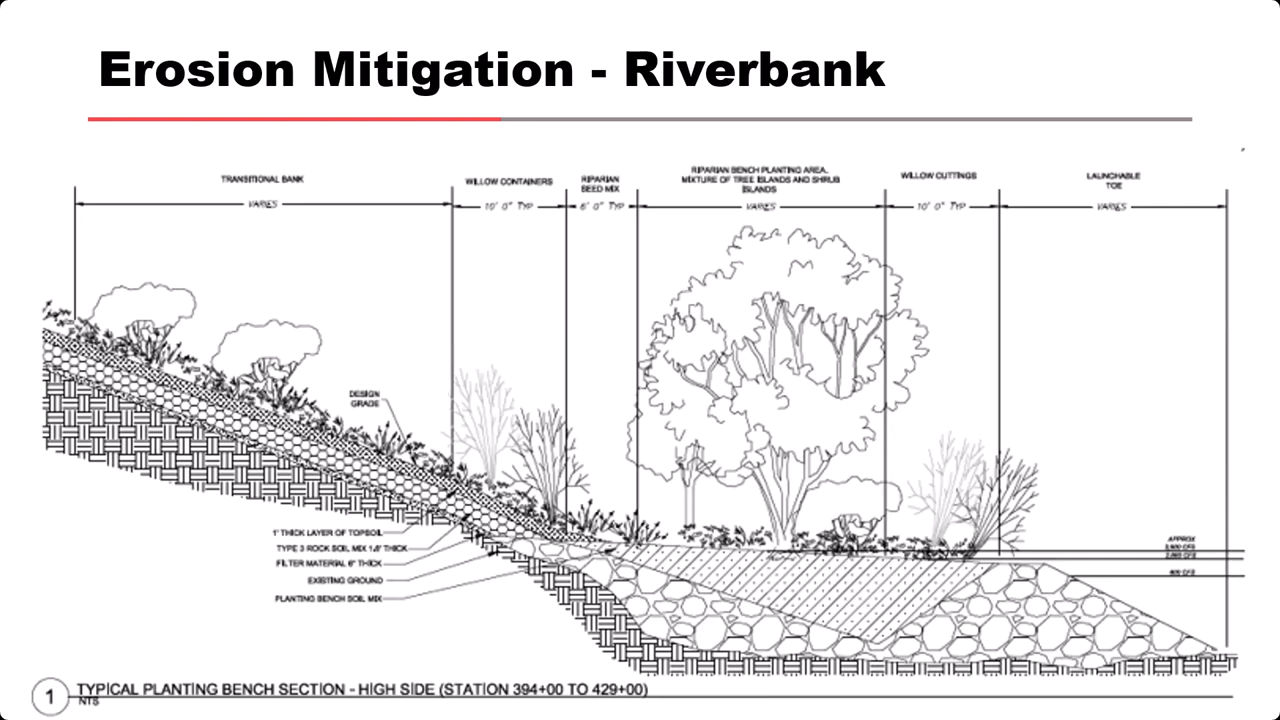 Erosion Mitigation - Riverbank
TRANSITIONAL BANK
WILLOW CONTAINERS
RIPARIAN
SEED MIX
RIPARIAN BENCH PLANTING AREA,
MIXTURE OF TREE ISLANDS AND SHRUB
ISLANDS
WILLOW CUTTINGS
LAUNCHABLE
TOE
VARIES
10' 0" TYP
6' 0" TYP
VARIES
10' 0" TYP
VARIES
DESIGN
GRADE
1' THICK LAYER OF TOPSOIL
TYPE 3 ROCK SOIL MIX 1.5' THICK
FILTER MATERIAL 6" THICK
EXISTING GROUND
PLANTING BENCH SOIL MIX
APPROX
CFS
CFS
CFS
1
TYPICAL PLANTING BENCH SECTION - HIGH SIDE (STATION 394+00 TO 429+00)
NTS